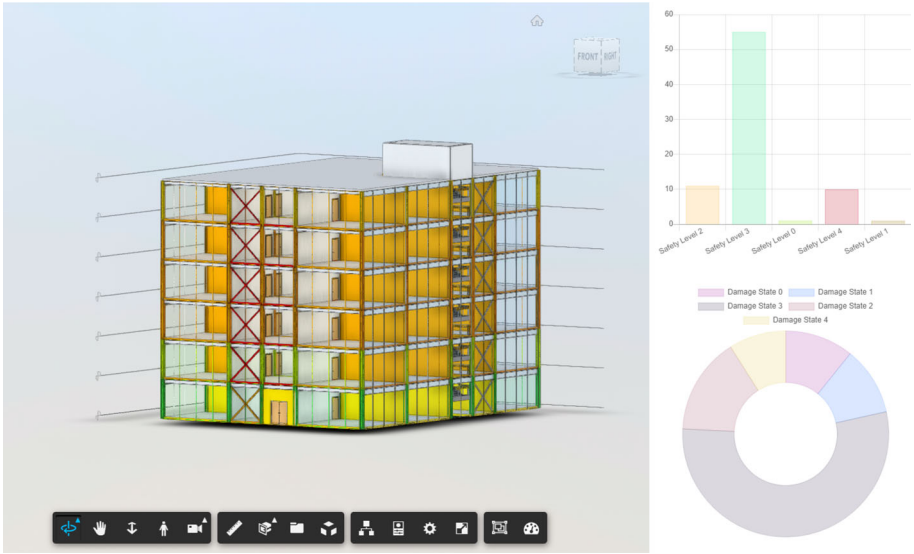 FRONT
RIGHT
60
50
40
30
20
10
0
Safety Level 2
Safety Level 3
Safety Level 0
Safety Level 4
Safety Level 1
Damage State 0
Damage State 1
Damage State 3
Damage State 2
Damage State 4